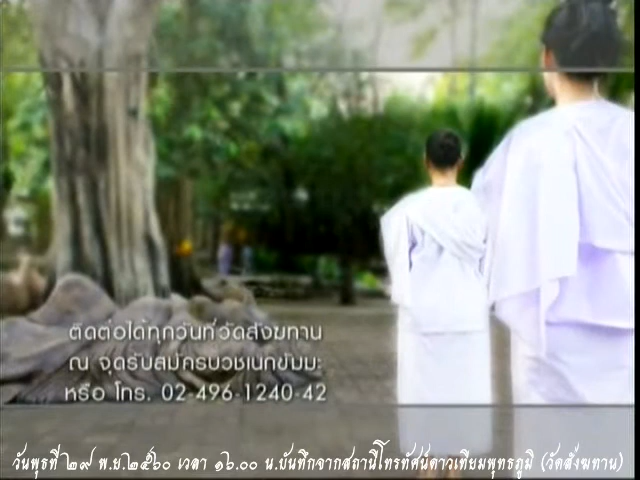 ติดต่อได้ทุกวันที่วัดสังฆทาน
ณ จุดรับสมัครบวชเนกขัมมะ
หรือ โทร. 02-496-1240-42
วันพุธที่ ๒๙ พ.ย.๒๕๖๐ เวลา ๑๖.๐๐ น.บันทึกจากสถานีโทรทัศน์ดาวเทียมพุทธภูมิ (วัดสังฆทาน)